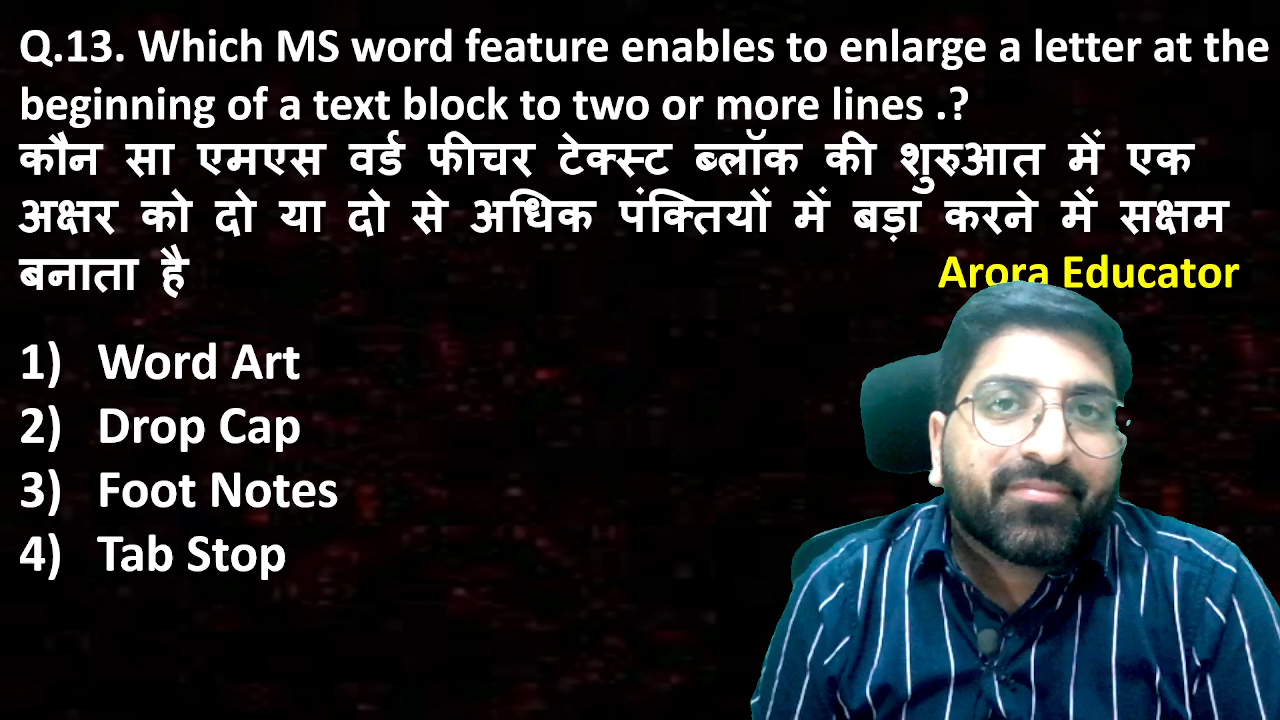 Q.13. Which MS word feature enables to enlarge a letter at the
beginning of a text block to two or more lines .?
कौन सा एमएस वर्ड फीचर टेक्स्ट ब्लॉक की शुरुआत में एक
अक्षर को दो या दो से अधिक पंक्तियों में बड़ा करने में सक्षम
बनाता है
Arora Educator
1) Word Art
2) Drop Cap
3) Foot Notes
4) Tab Stop